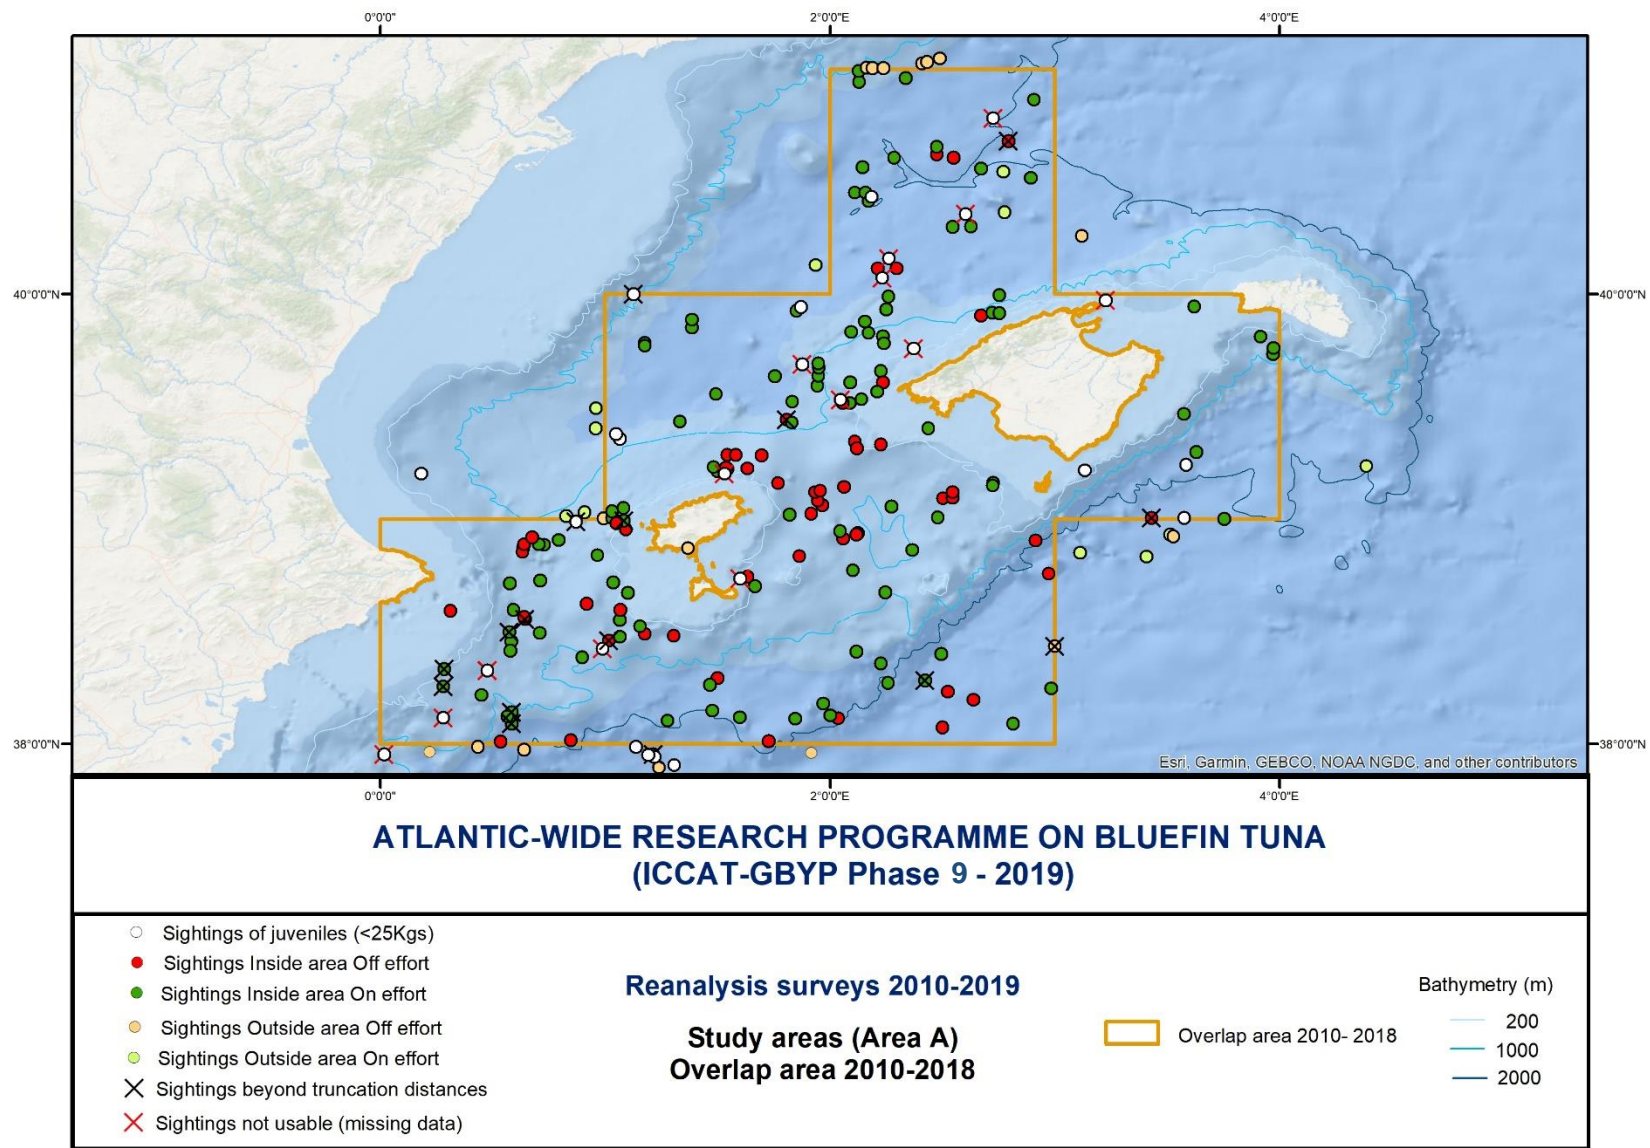 0°0'0"E 2°0'0"E 4°0'0"E
40°0'0"N 40°0'0"N
38°0'0"N 38°0'0"N
Esri, Garmin, GEBCO, NOAA NGDC, and other contributors
0°0'0"E 2°0'0"E 4°0'0"E
ATLANTIC-WIDE RESEARCH PROGRAMME ON BLUEFIN TUNA
(ICCAT-GBYP Phase 9 - 2019)
Sightings of juveniles (<25Kgs)
Sightings Inside area Off effort
Sightings Inside area On effort
Sightings Outside area Off effort
Sightings Outside area On effort
Sightings beyond truncation distances
Sightings not usable (missing data)
Reanalysis surveys 2010-2019
Study areas (Area A)
Overlap area 2010-2018
Overlap area 2010- 2018
Bathymetry (m)
200
1000
2000